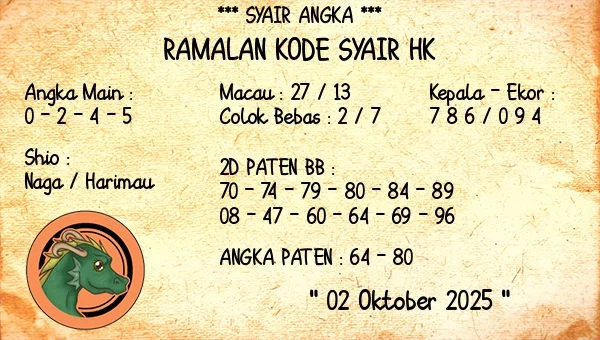 *** SYAIR ANGKA ***
RAMALAN KODE SYAIR HK
Angka Main :
0 - 2 - 4 - 5
Macau : 27 / 13
Colok Bebas : 2 / 7
Kepala - Ekor :
7 8 6 / 0 9 4
Shio :
Naga / Harimau
2D PATEN BB :
70 - 74 - 79 - 80 - 84 - 89
08 - 47 - 60 - 64 - 69 - 96
ANGKA PATEN : 64 - 80
" 02 Oktober 2025 "